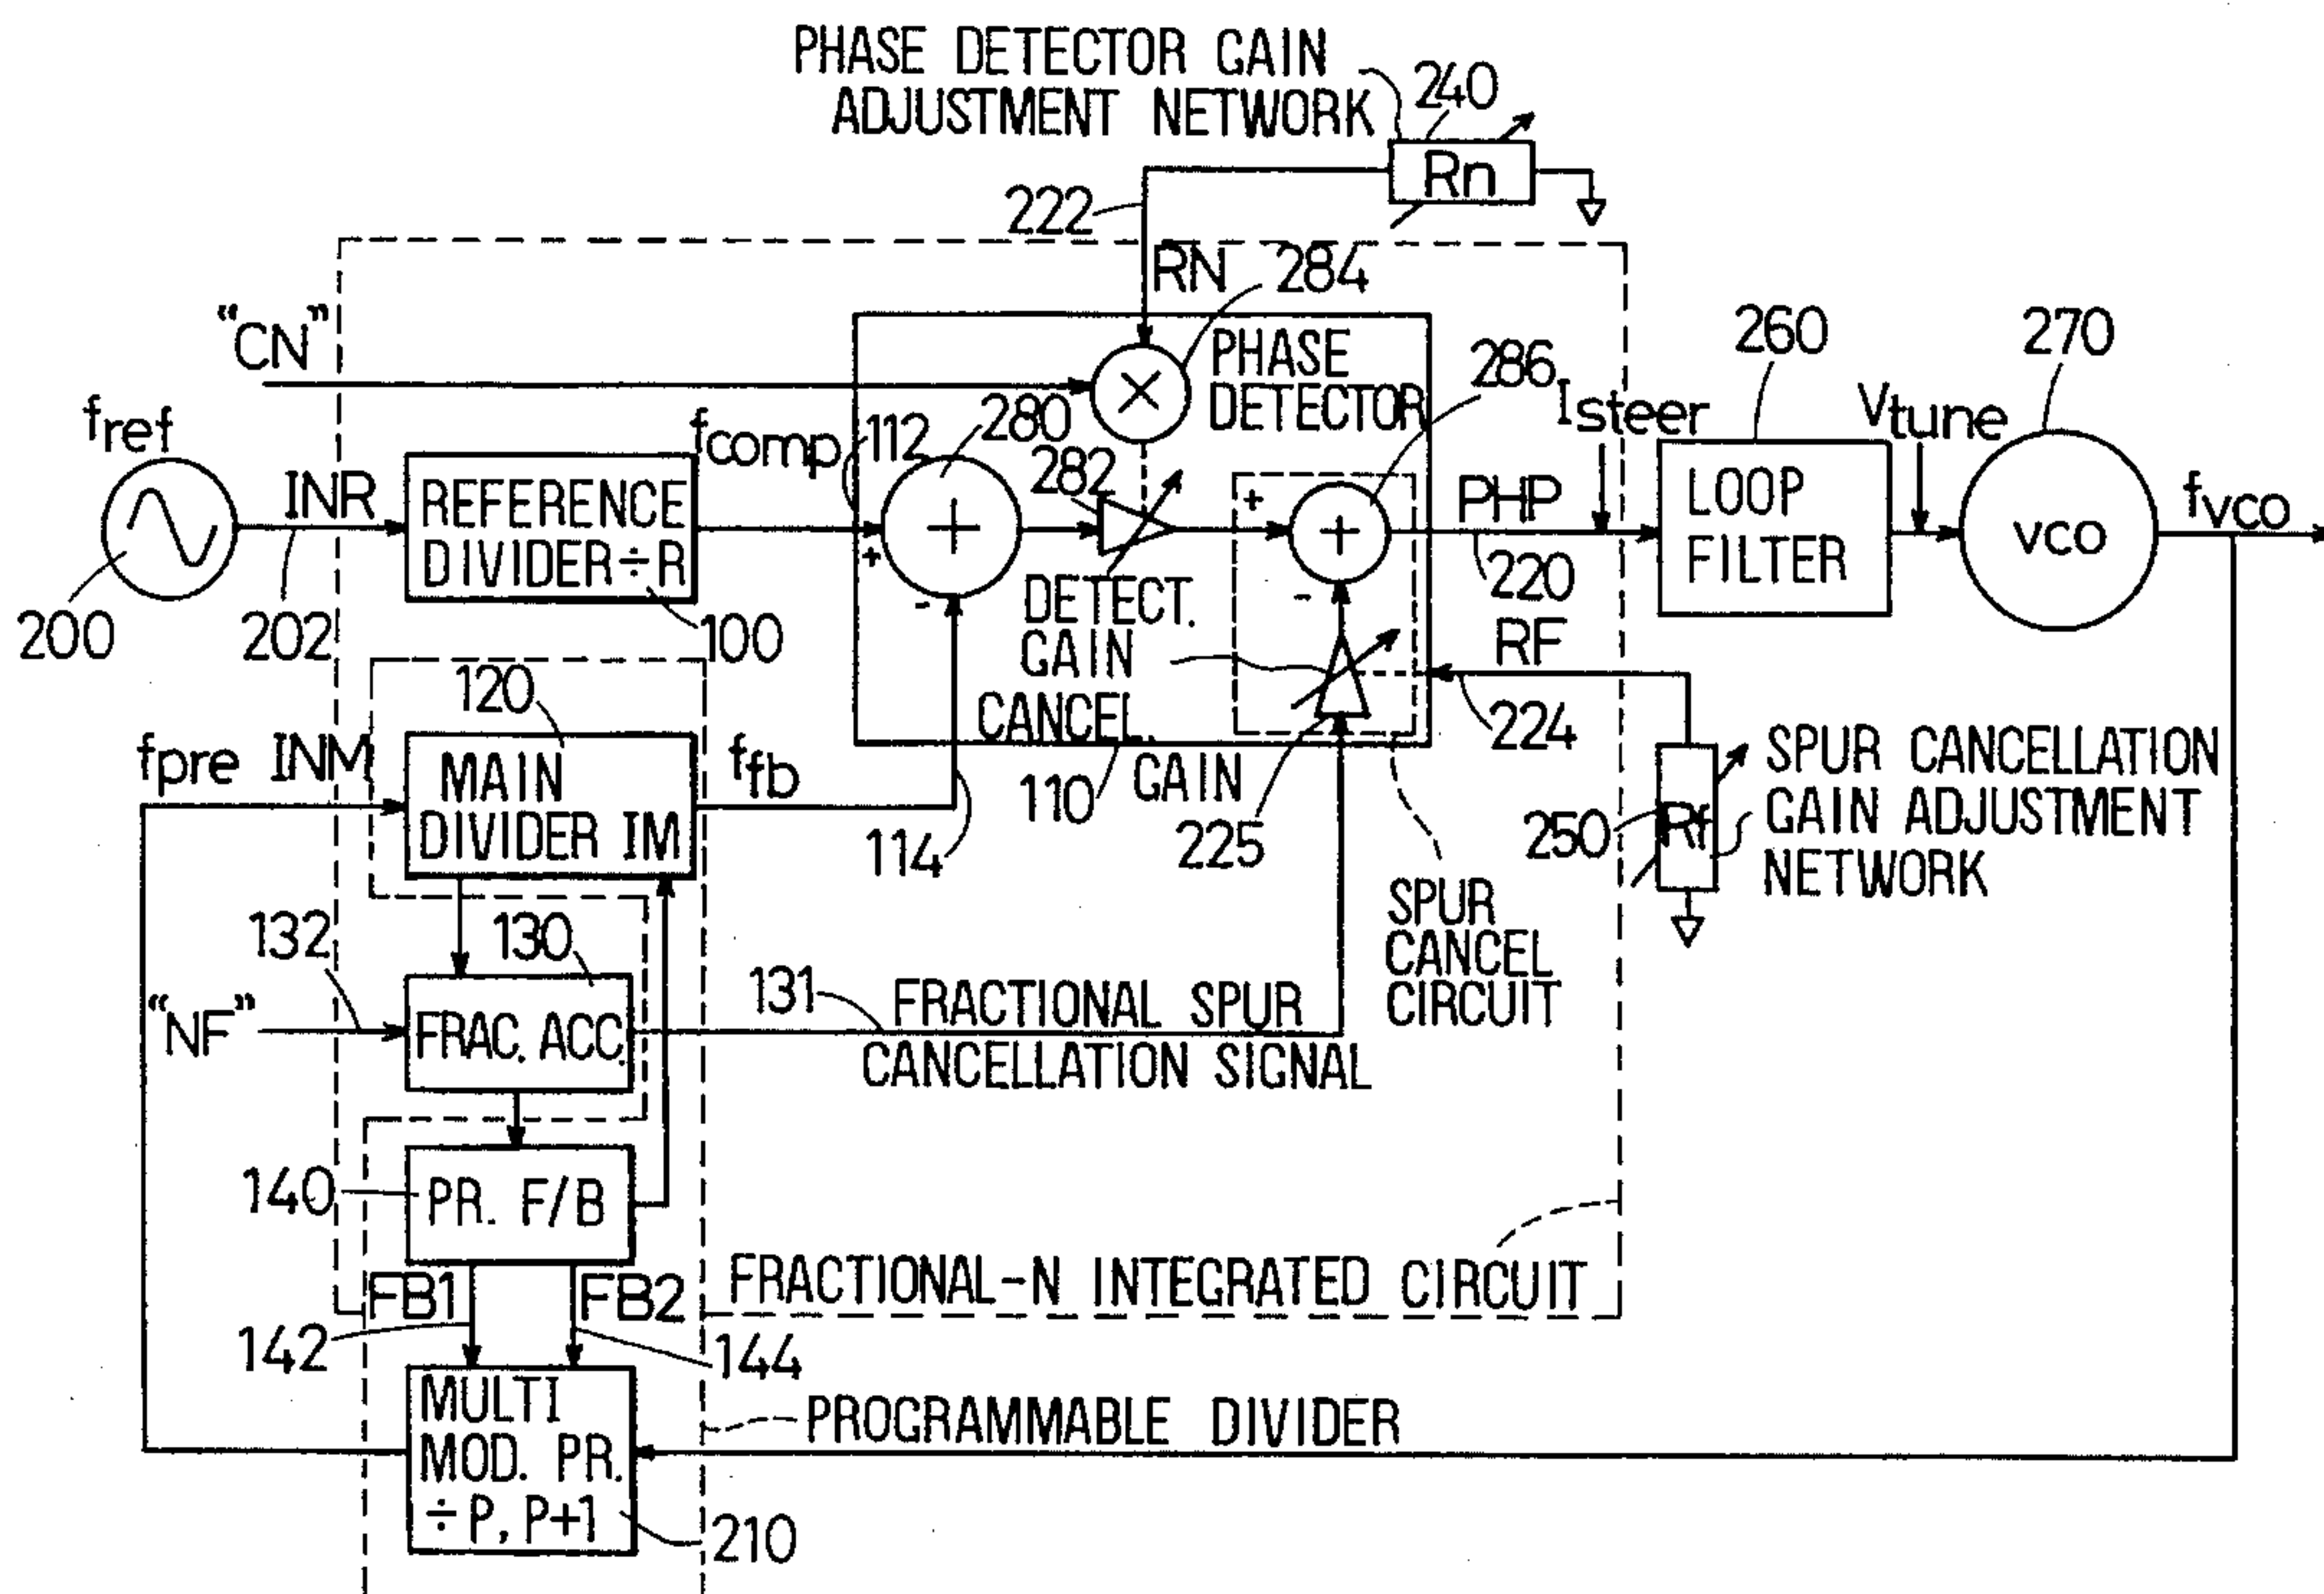 PHASE DETECTOR GAIN
ADJUSTMENT NETWORK
240
Rn
222
RN
284
"CN"
PHASE
DETECTOR
286
260
270
fref
fcomp
112
280
Isteer
Vtune
INR
REFERENCE
DIVIDER÷R
+
+
282
+
+
PHP
LOOP
FILTER
VCO
fvco
200
202
100
-
DETECT.
GAIN
-
220
RF
120
CANCEL.
GAIN
224
fpre
INM
MAIN
DIVIDER IM
ffb
114
110
225
250
Rf
SPUR CANCELLATION
GAIN ADJUSTMENT
NETWORK
132
130
SPUR
CANCEL
CIRCUIT
"NF"
FRAC. ACC.
131
FRACTIONAL SPUR
CANCELLATION SIGNAL
140
PR. F/B
FB1
FB2
FRACTIONAL-N INTEGRATED CIRCUIT
142
144
MULTI
MOD. PR.
÷P, P+1
PROGRAMMABLE DIVIDER
210